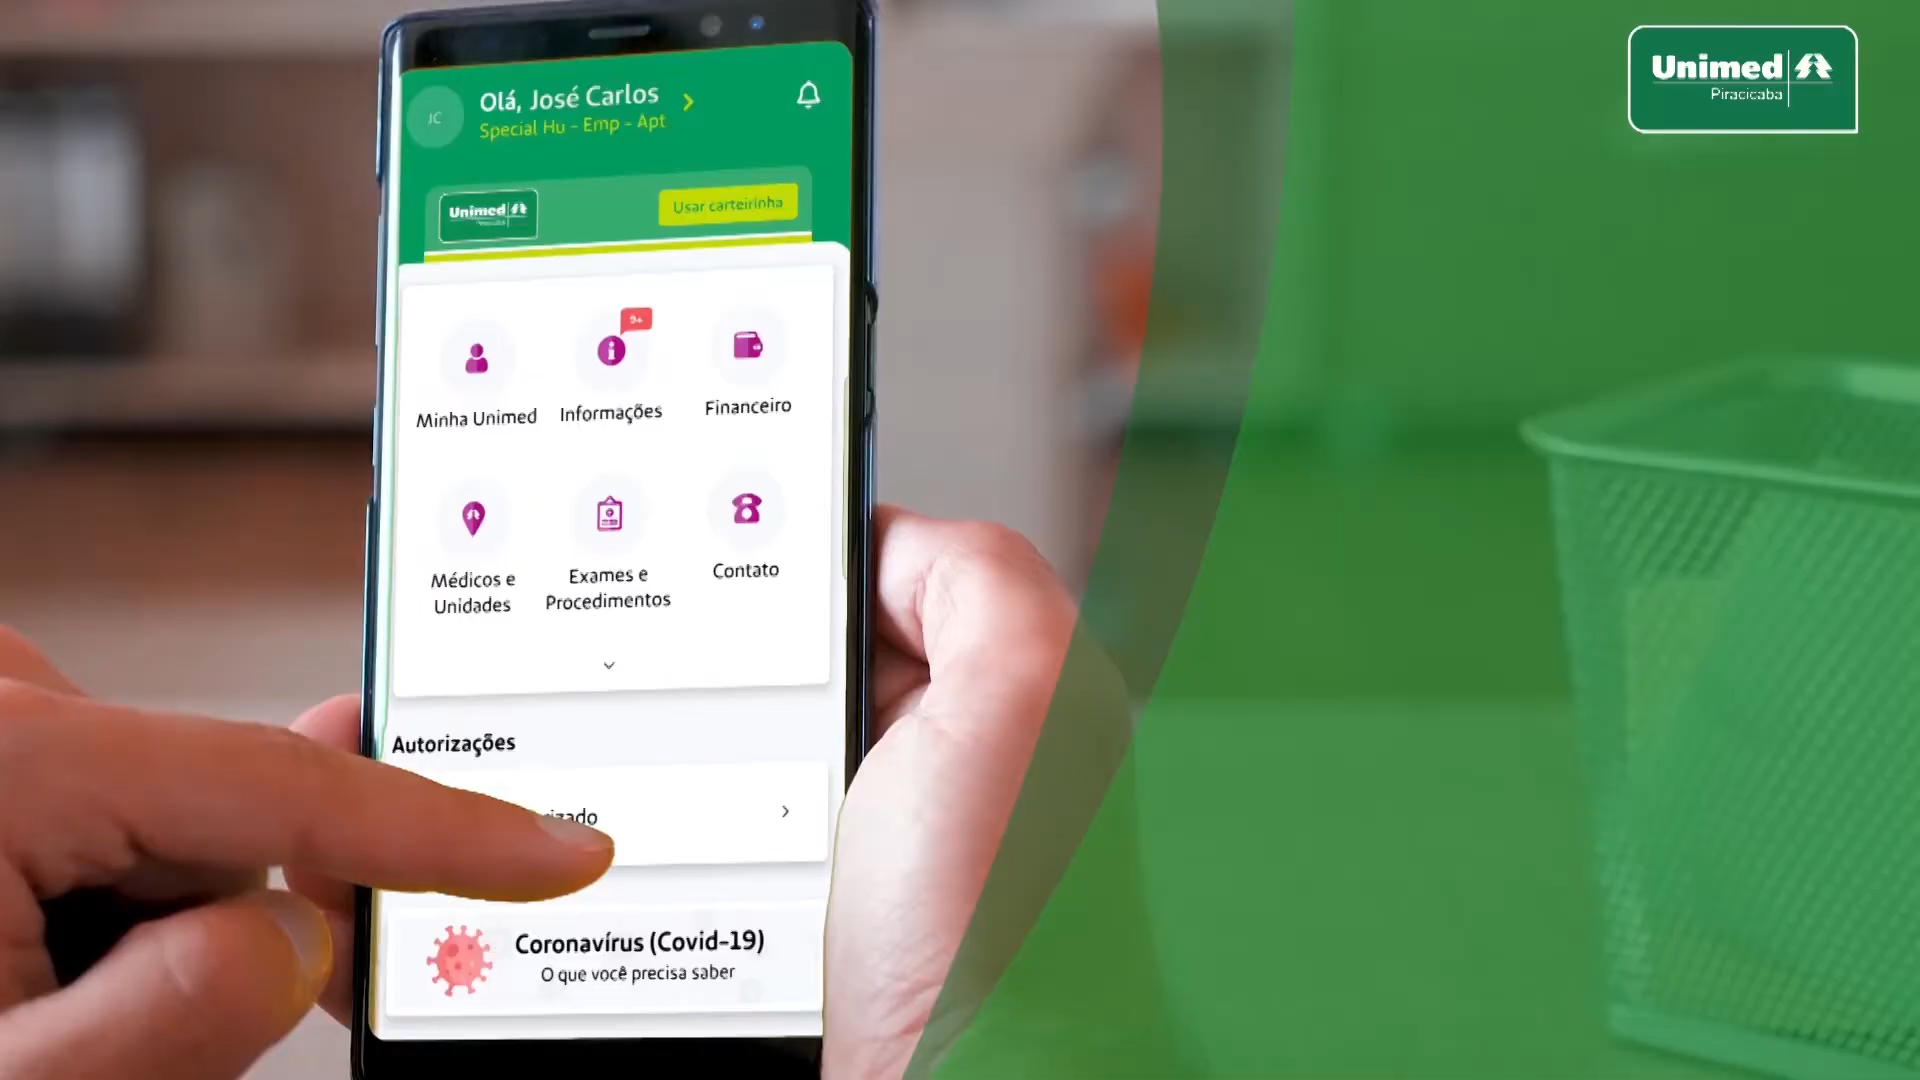 Unimed
Piracicaba
JC
Olá, José Carlos
Special Hu - Emp - Apt
Unimed
Usar carteirinha
9+
Minha Unimed
Informações
Financeiro
Médicos e
Unidades
Exames e
Procedimentos
Contato
Autorizações
Coronavírus (Covid-19)
O que você precisa saber